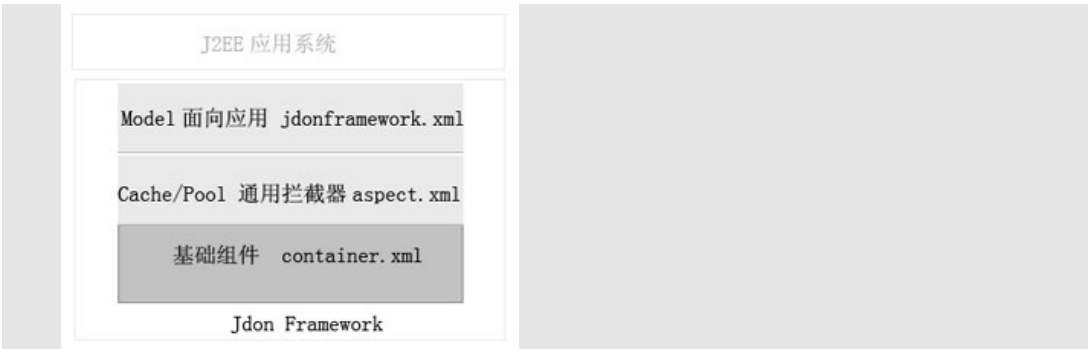 J2EE 应用系统
Model 面向应用 jdonframework.xml
Cache/Pool 通用拦截器 aspect.xml
基础组件 container.xml
Jdon Framework